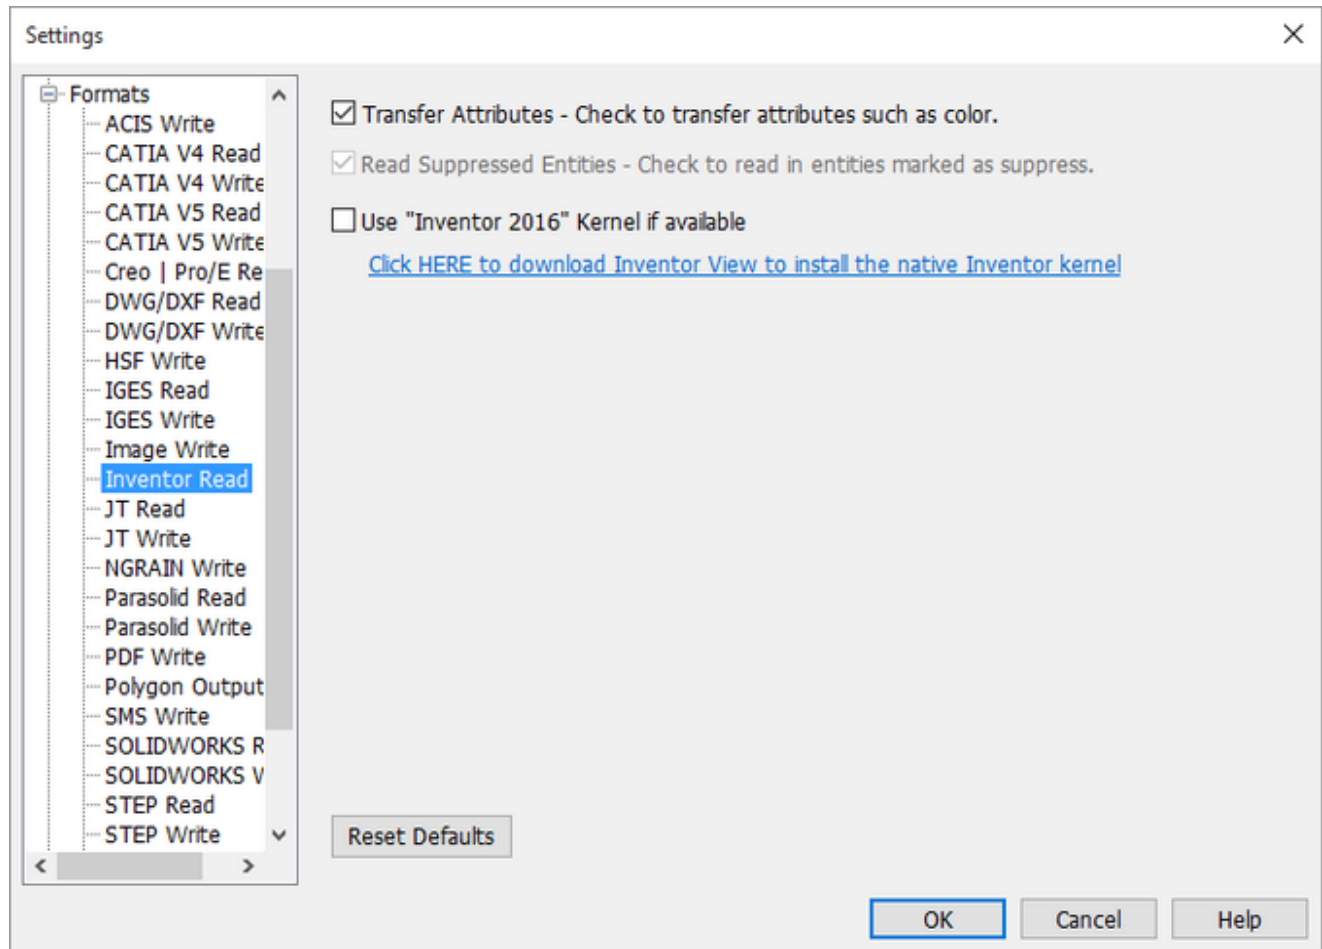 Settings
Formats
ACIS Write
CATIA V4 Read
CATIA V4 Write
CATIA V5 Read
CATIA V5 Write
Creo | Pro/E Re
DWG/DXF Read
DWG/DXF Write
HSF Write
IGES Read
IGES Write
Image Write
Inventor Read
JT Read
JT Write
NGRAIN Write
Parasolid Read
Parasolid Write
PDF Write
Polygon Output
SMS Write
SOLIDWORKS R
SOLIDWORKS W
STEP Read
STEP Write
Transfer Attributes - Check to transfer attributes such as color.
Read Suppressed Entities - Check to read in entities marked as suppress.
Use "Inventor 2016" Kernel if available
Click HERE to download Inventor View to install the native Inventor kernel
Reset Defaults
OK Cancel Help